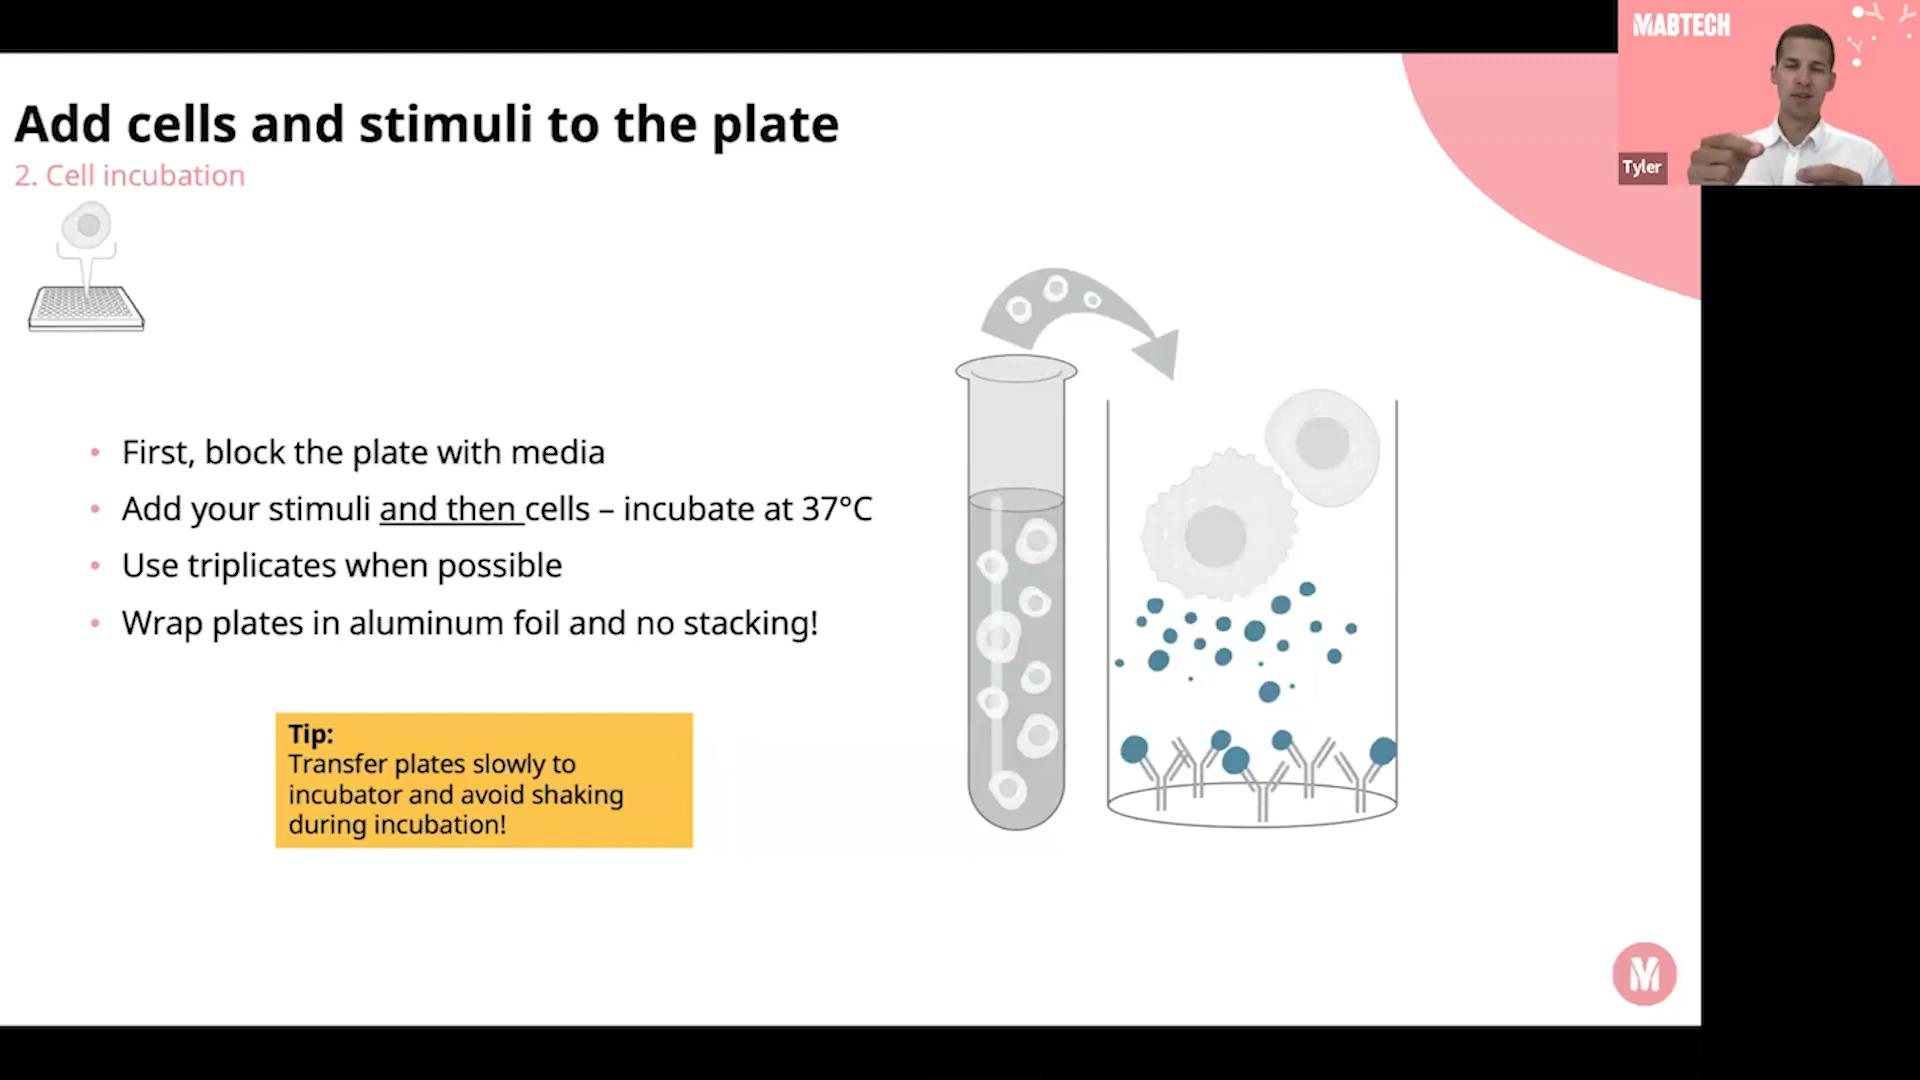 MABTECH
Tyler
Add cells and stimuli to the plate
2. Cell incubation
• First, block the plate with media
• Add your stimuli and then cells – incubate at 37°C
• Use triplicates when possible
• Wrap plates in aluminum foil and no stacking!
Tip:
Transfer plates slowly to
incubator and avoid shaking
during incubation!
M